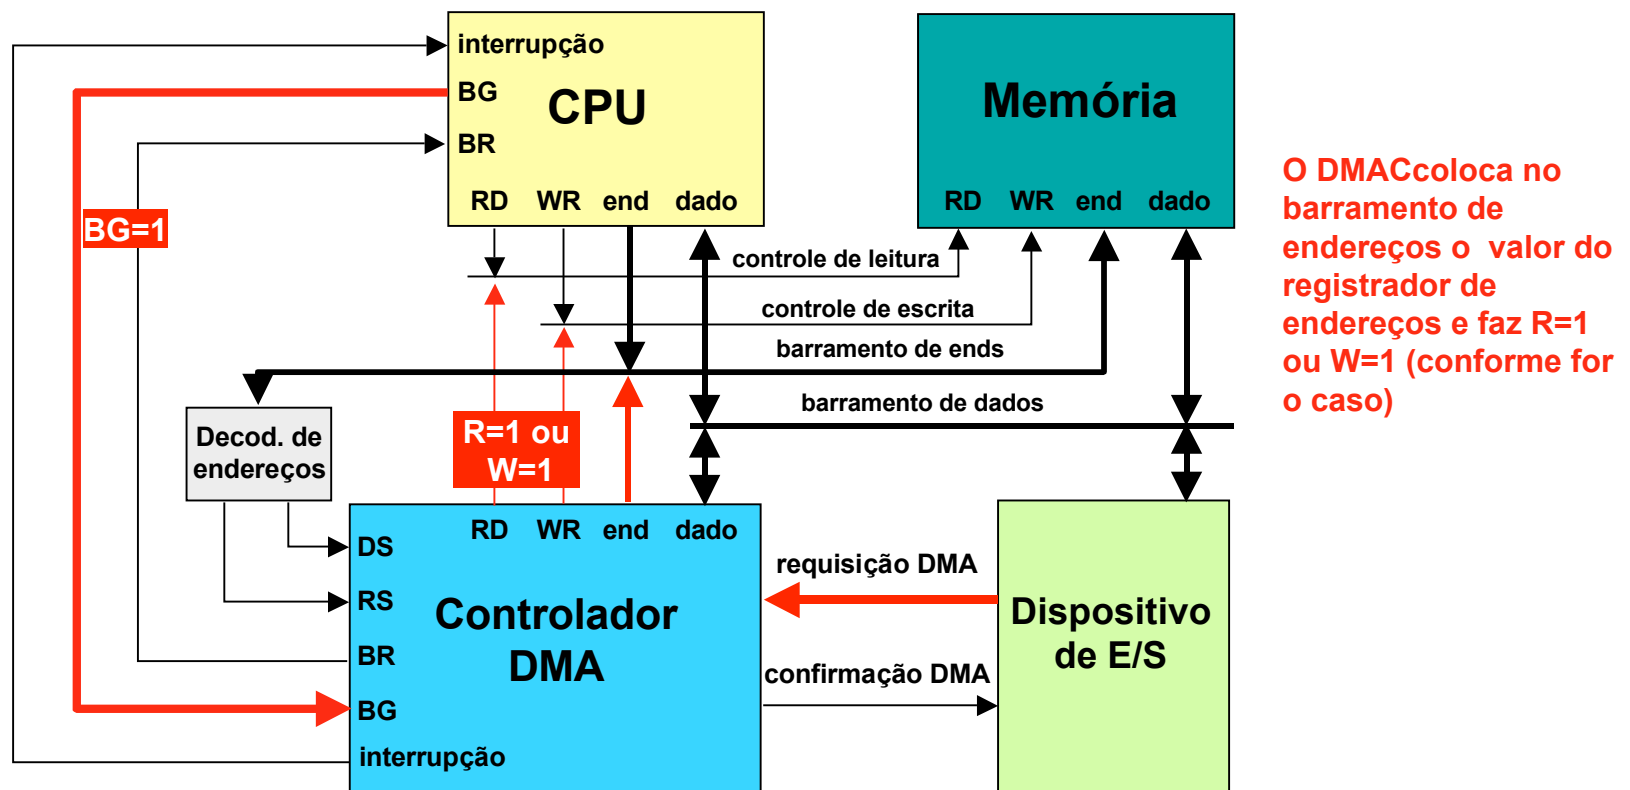 interrupção
BG
CPU
BR
RD WR end dado
Memória
RD WR end dado
BG=1
controle de leitura
controle de escrita
barramento de ends
barramento de dados
O DMACcoloca no
barramento de
endereços o valor do
registrador de
endereços e faz R=1
ou W=1 (conforme for
o caso)
Decod. de
endereços
R=1 ou
W=1
RD WR end dado
DS
RS
BR
BG
interrupção
Controlador
DMA
requisição DMA
confirmação DMA
Dispositivo
de E/S